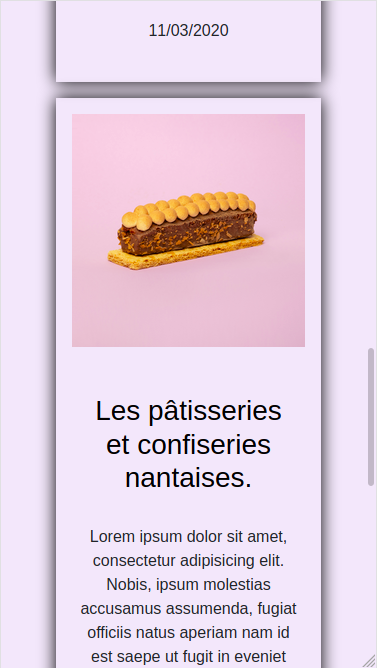 11/03/2020
Les pâtisseries
et confiseries
nantaises.
Lorem ipsum dolor sit amet,
consectetur adipisicing elit.
Nobis, ipsum molestias
accusamus assumenda, fugiat
officiis natus aperiam nam id
est saepe ut fugit in eveniet